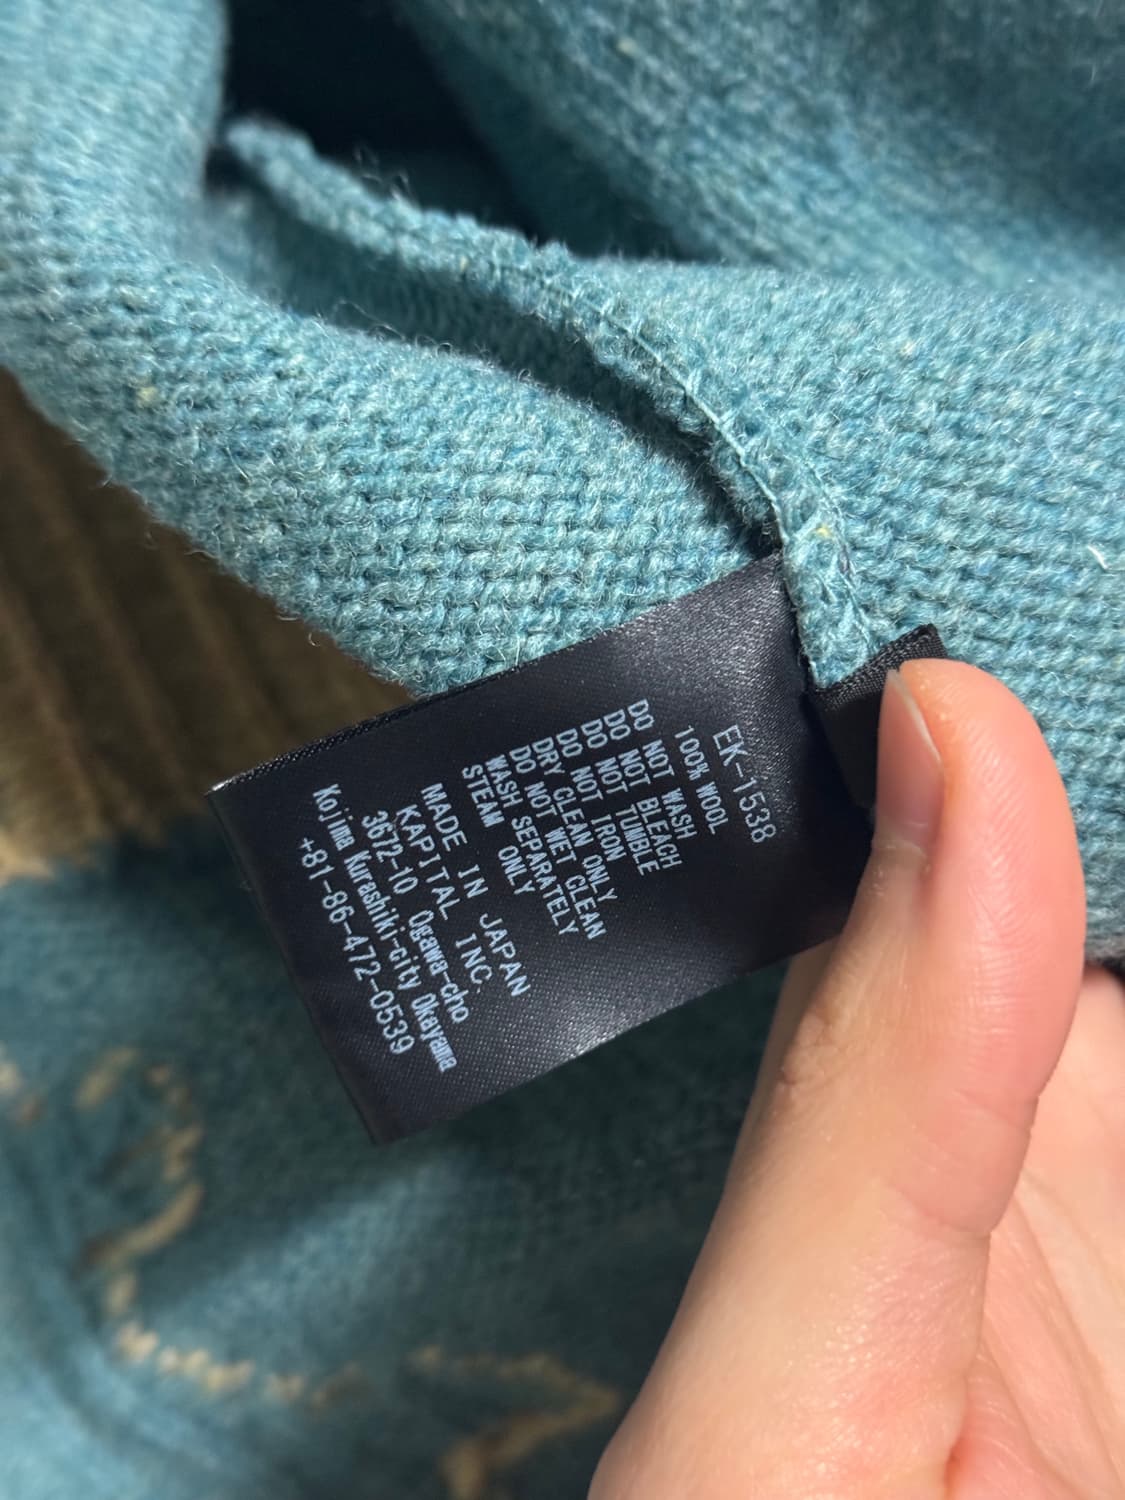 EK-1538
100% WOOL
DO NOT WASH
DO NOT BLEACH
DO NOT TUMBLE
DO NOT IRON
DRY CLEAN ONLY
DO NOT WET CLEAN
WASH SEPARATELY
STEAM ONLY
MADE IN JAPAN
KAPITAL INC.
3672-10 Ogawa-cho
Kojima Kurashiki-city Okayama
+81-86-472-0539